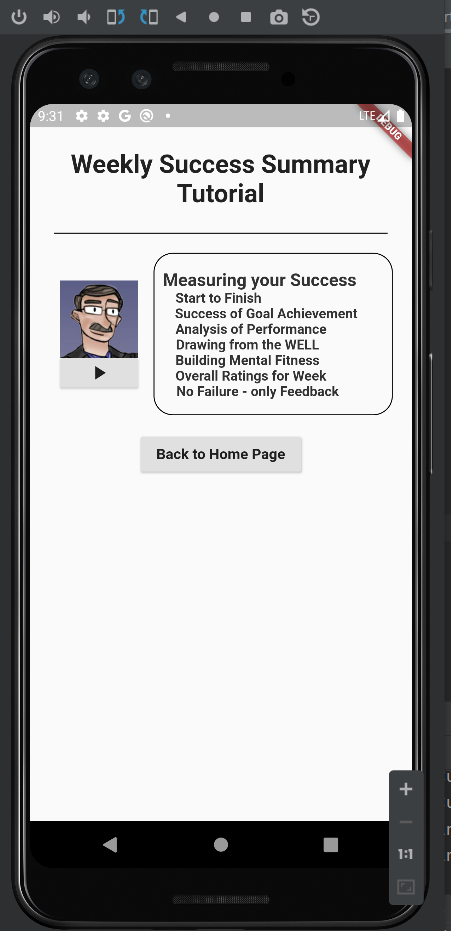 9:31
LTE
DEBUG
Weekly Success Summary
Tutorial
Measuring your Success
Start to Finish
Success of Goal Achievement
Analysis of Performance
Drawing from the WELL
Building Mental Fitness
Overall Ratings for Week
No Failure - only Feedback
Back to Home Page
1:1